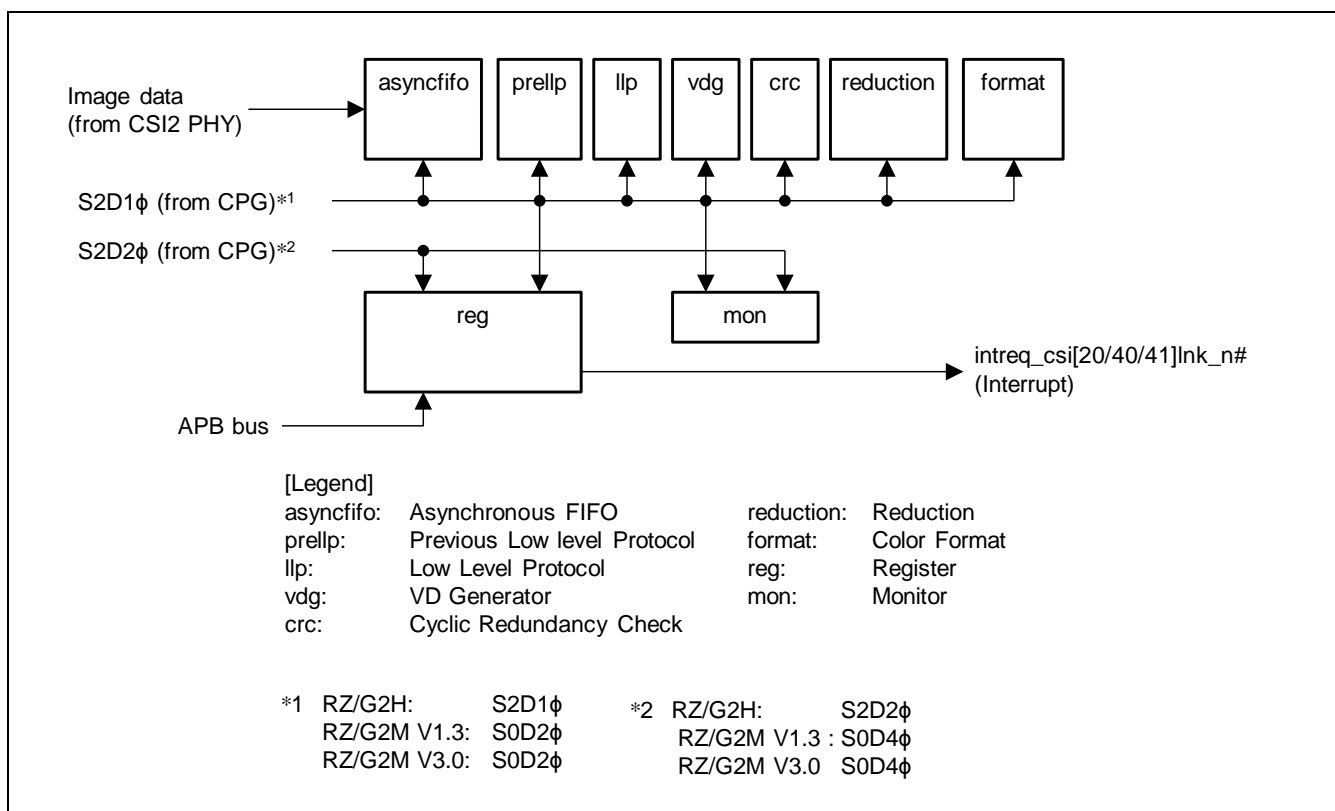 asyncfifo prellp llp vdg crc reduction format
Image data
(from CSI2 PHY)
S2D1ϕ (from CPG)*1
S2D2ϕ (from CPG)*2
reg mon
intreq_csi[20/40/41]lnk_n#
(Interrupt)
APB bus
[Legend]
asyncfifo: Asynchronous FIFO reduction: Reduction
prellp: Previous Low level Protocol format: Color Format
llp: Low Level Protocol reg: Register
vdg: VD Generator mon: Monitor
crc: Cyclic Redundancy Check
*1 RZ/G2H: S2D1ϕ *2 RZ/G2H: S2D2ϕ
RZ/G2M V1.3: S0D2ϕ RZ/G2M V1.3 : S0D4ϕ
RZ/G2M V3.0: S0D2ϕ RZ/G2M V3.0 S0D4ϕ